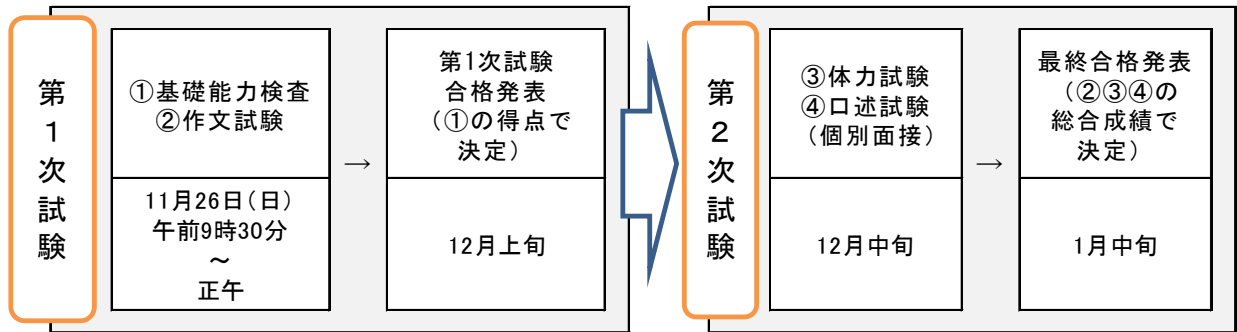 第1次試験
①基礎能力検査
②作文試験
11月26日(日)
午前9時30分
～
正午
→
第1次試験
合格発表
(①の得点で
決定)
12月上旬
第2次試験
③体力試験
④口述試験
(個別面接)
12月中旬
→
最終合格発表
(②③④の
総合成績で
決定)
1月中旬